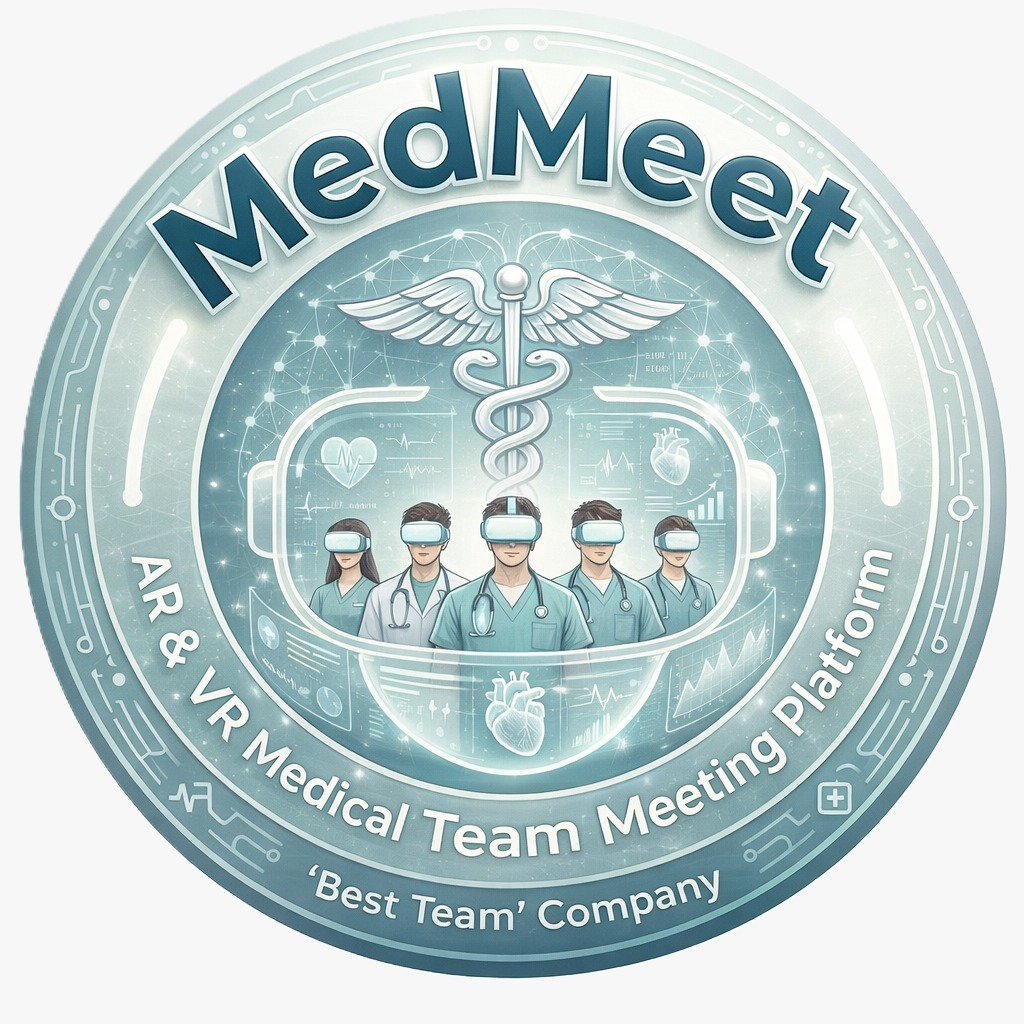 MedMeet
AR & VR Medical Team Meeting Platform
‘Best Team’ Company